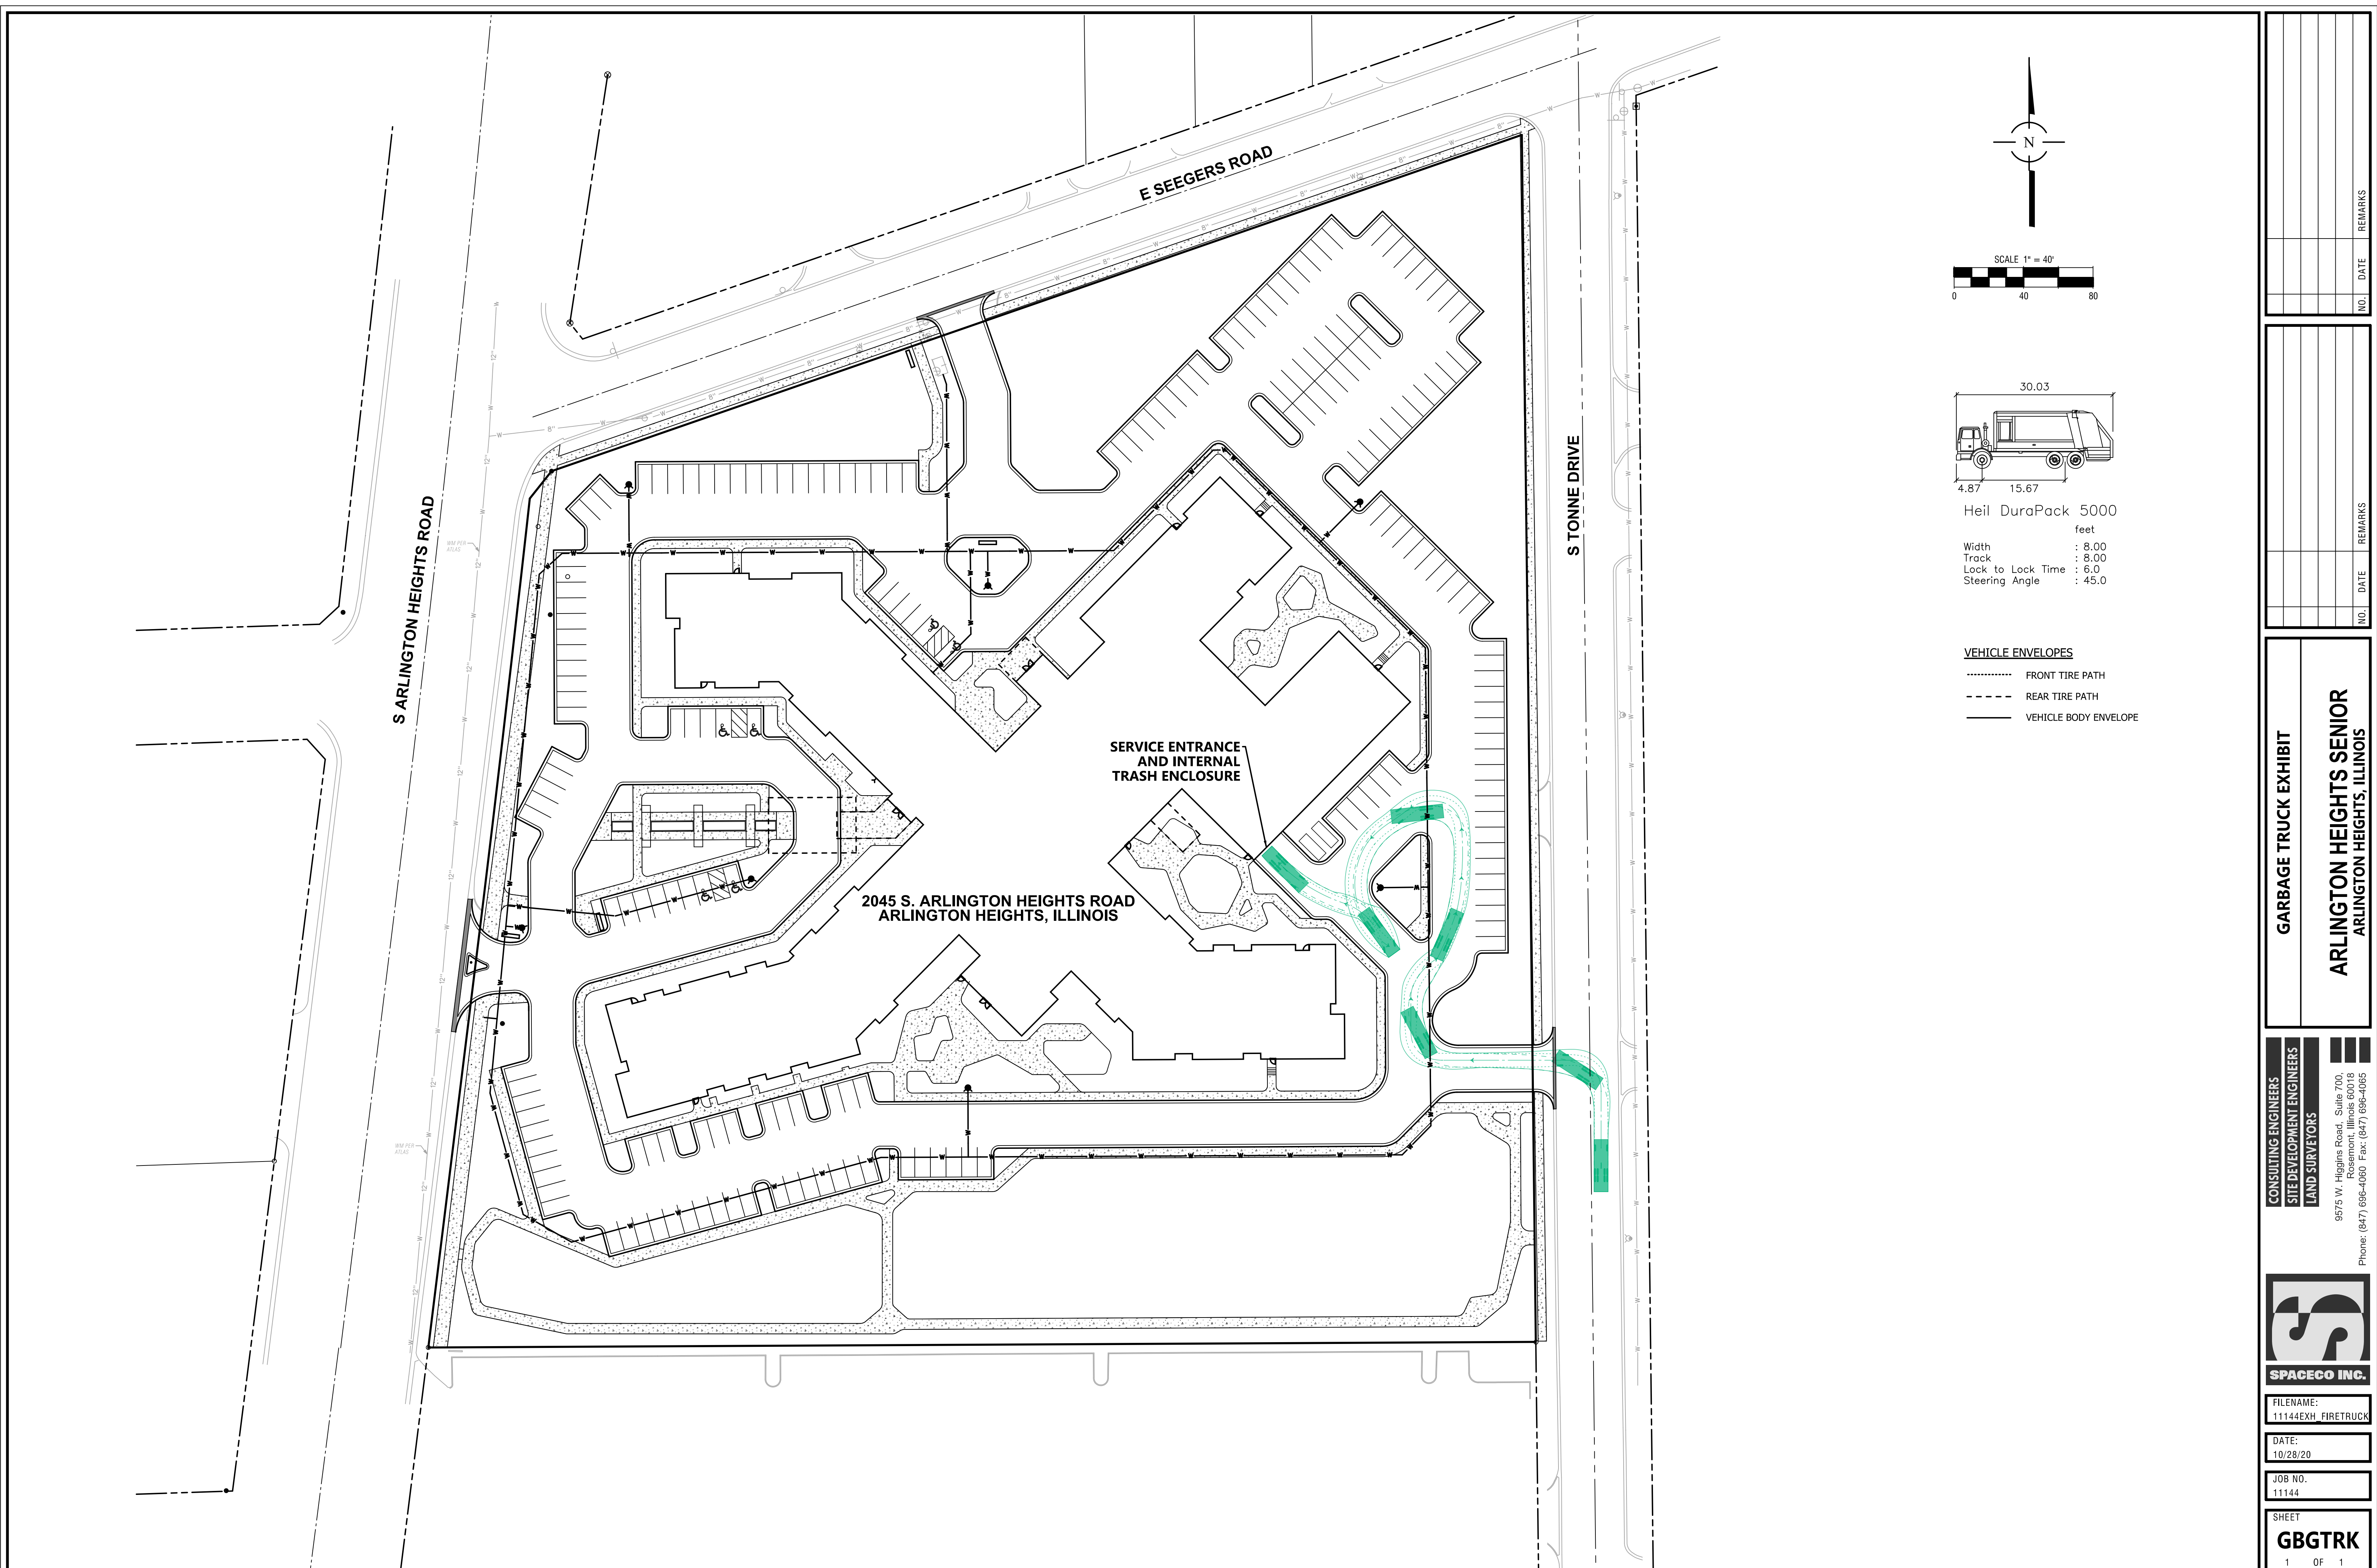 E SEEGERS ROAD
S ARLINGTON HEIGHTS ROAD
S TONNE DRIVE
WM PER
ATLAS
WM PER
ATLAS
SERVICE ENTRANCE
AND INTERNAL
TRASH ENCLOSURE
2045 S. ARLINGTON HEIGHTS ROAD
ARLINGTON HEIGHTS, ILLINOIS
N
SCALE 1" = 40'
0 40 80
30.03
4.87 15.67
Heil DuraPack 5000
feet
Width : 8.00
Track : 8.00
Lock to Lock Time : 6.0
Steering Angle : 45.0
VEHICLE ENVELOPES
FRONT TIRE PATH
REAR TIRE PATH
VEHICLE BODY ENVELOPE
NO. DATE REMARKS
NO. DATE REMARKS
GARBAGE TRUCK EXHIBIT
ARLINGTON HEIGHTS SENIOR
ARLINGTON HEIGHTS, ILLINOIS
CONSULTING ENGINEERS
SITE DEVELOPMENT ENGINEERS
LAND SURVEYORS
9575 W. Higgins Road, Suite 700,
Rosemont, Illinois 60018
Phone: (847) 696-4060 Fax: (847) 696-4065
SPACECO INC.
FILENAME:
11144EXH_FIRETRUCK
DATE:
10/28/20
JOB NO.
11144
SHEET
GBGTRK
1 OF 1